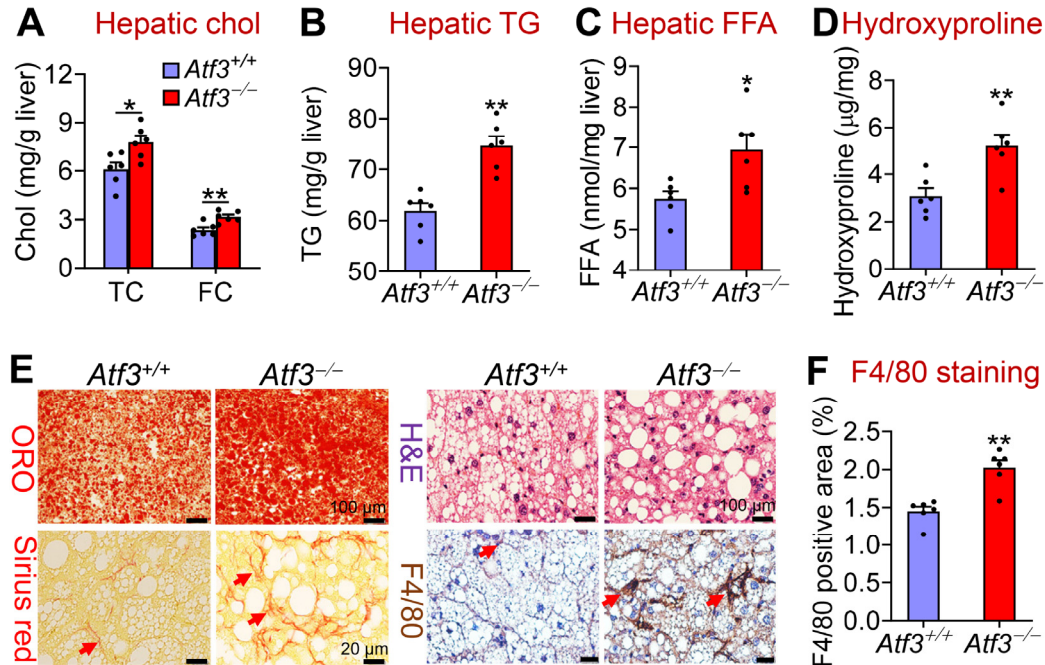 A Hepatic chol
Chol (mg/g liver)
12
9
6
3
0
Atf3+/+
Atf3−/−
*
**
TC FC
B Hepatic TG
TG (mg/g liver)
90
80
70
60
50
**
Atf3+/+ Atf3−/−
C Hepatic FFA
FFA (nmol/mg liver)
9
8
7
6
5
4
*
Atf3+/+ Atf3−/−
D Hydroxyproline
Hydroxyproline (μg/mg)
8
6
4
2
0
**
Atf3+/+ Atf3−/−
E
Atf3+/+ Atf3−/− Atf3+/+ Atf3−/−
ORO
100 μm
H&E
100 μm
Sirius red
20 μm
F4/80
F F4/80 staining
F4/80 positive area (%)
2.5
2.0
1.5
1.0
0.5
0.0
**
Atf3+/+ Atf3−/−